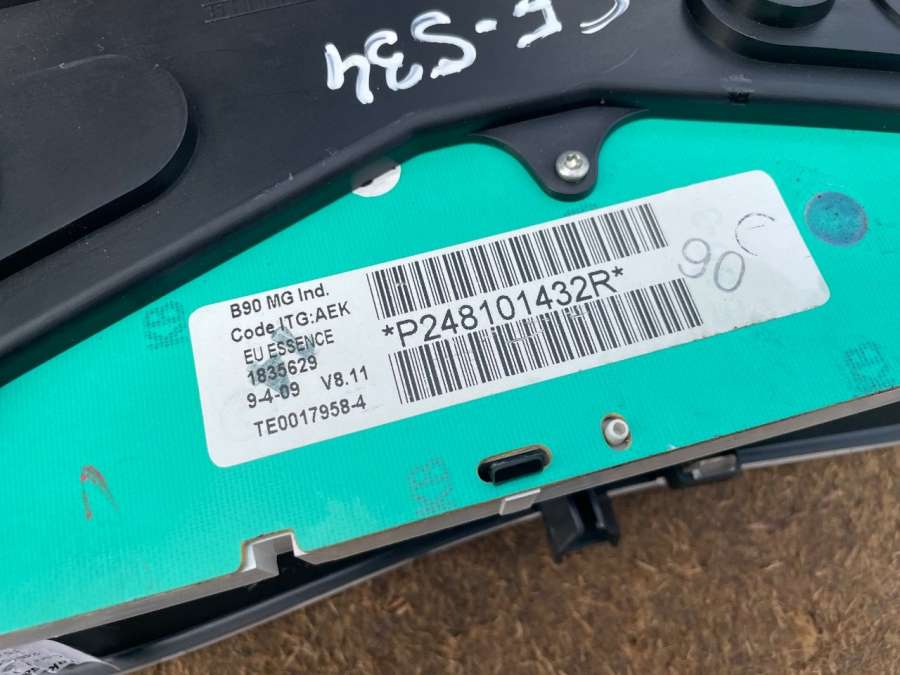 B90 MG Ind.
Code ITG:AEK
EU ESSENCE
1835629
9-4-09 V8.11
TE0017958-4
*P248101432R*
90